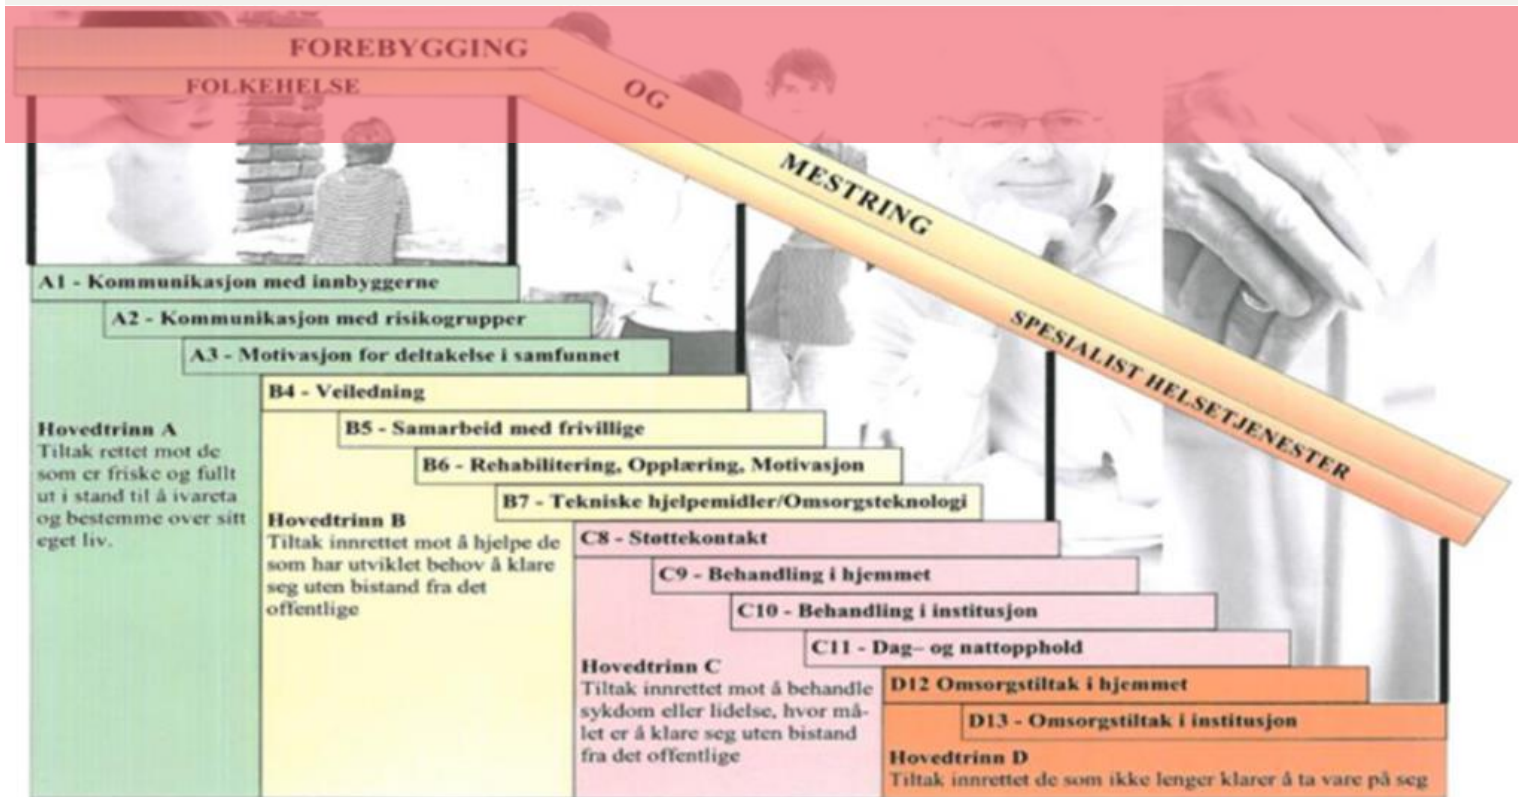 FOREBYGGING
OG
MESTRING
FOLKEHELSE
SPESIALIST HELSETJENESTER
A1 - Kommunikasjon med innbyggerne
A2 - Kommunikasjon med risikogrupper
A3 - Motivasjon for deltakelse i samfunnet
B4 - Veiledning
B5 - Samarbeid med frivillige
B6 - Rehabilitering, Opplæring, Motivasjon
B7 - Tekniske hjelpemidler/Omsorgsteknologi
C8 - Støttekontakt
C9 - Behandling i hjemmet
C10 - Behandling i institusjon
C11 - Dag– og nattopphold
D12 Omsorgstiltak i hjemmet
D13 - Omsorgstiltak i institusjon
Hovedtrinn A
Tiltak rettet mot de
som er friske og fullt
ut i stand til å ivareta
og bestemme over sitt
eget liv.
Hovedtrinn B
Tiltak innrettet mot å hjelpe de
som har utviklet behov å klare
seg uten bistand fra det
offentlige
Hovedtrinn C
Tiltak innrettet mot å behandle
sykdom eller lidelse, hvor må-
let er å klare seg uten bistand
fra det offentlige
Hovedtrinn D
Tiltak innrettet de som ikke lenger klarer å ta vare på seg